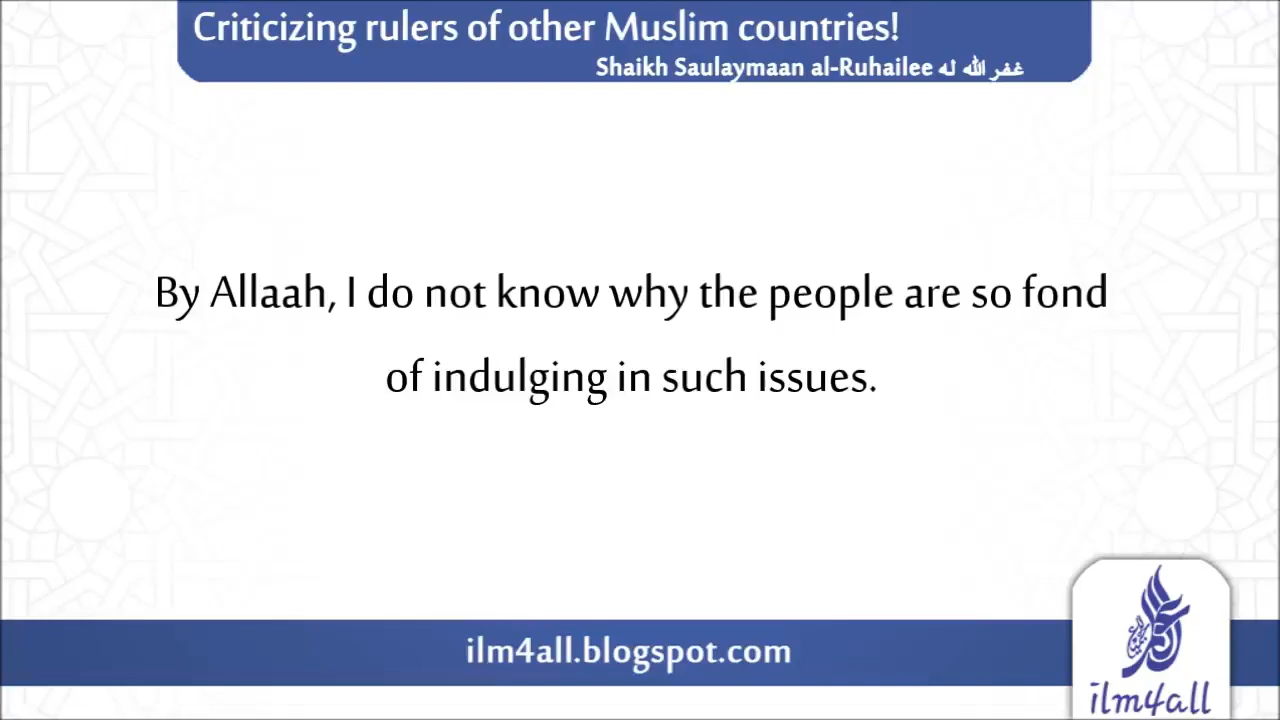 Criticizing rulers of other Muslim countries!
Shaikh Saulaymaan al-Ruhailee غفر الله له
By Allaah, I do not know why the people are so fond
of indulging in such issues.
ilm4all.blogspot.com
ilm4all